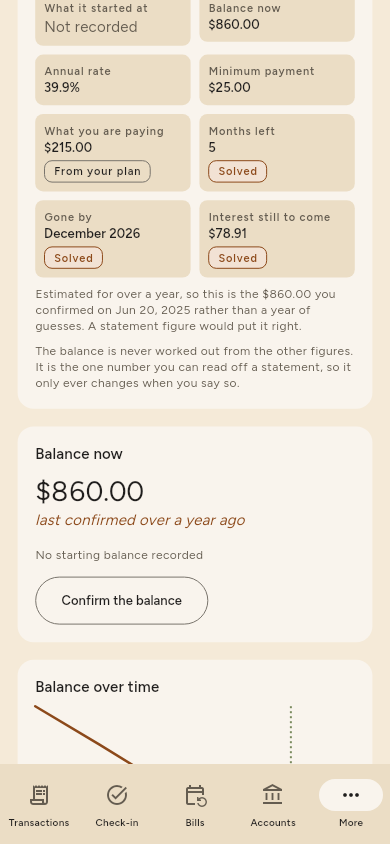 What it started at
Not recorded
Balance now
$860.00
Annual rate
39.9%
Minimum payment
$25.00
What you are paying
$215.00
From your plan
Months left
5
Solved
Gone by
December 2026
Solved
Interest still to come
$78.91
Solved
Estimated for over a year, so this is the $860.00 you
confirmed on Jun 20, 2025 rather than a year of
guesses. A statement figure would put it right.
The balance is never worked out from the other figures.
It is the one number you can read off a statement, so it
only ever changes when you say so.
Balance now
$860.00
last confirmed over a year ago
No starting balance recorded
Confirm the balance
Balance over time
Transactions
Check-in
Bills
Accounts
More